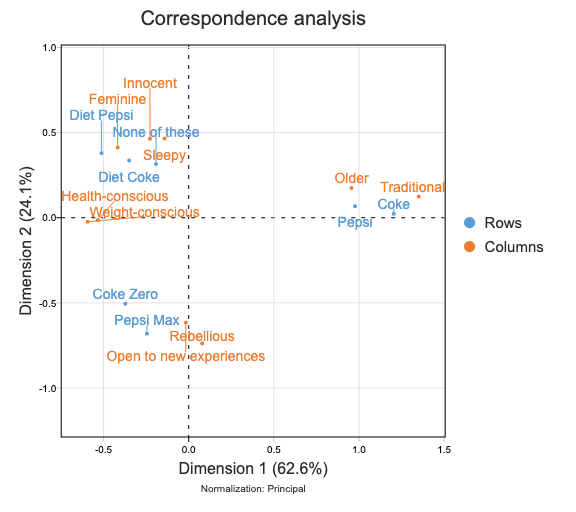 Correspondence analysis
1.0
Innocent
Feminine
Diet Pepsi
0.5
None of these
Sleepy
Diet Coke
Older
Traditional
Health-conscious
Coke
Weight-conscious
0.0
Pepsi
Rows
Columns
Dimension 2 (24.1%)
Coke Zero
-0.5
Pepsi Max
Rebellious
Open to new experiences
-1.0
-0.5 0.0 0.5 1.0 1.5
Dimension 1 (62.6%)
Normalization: Principal